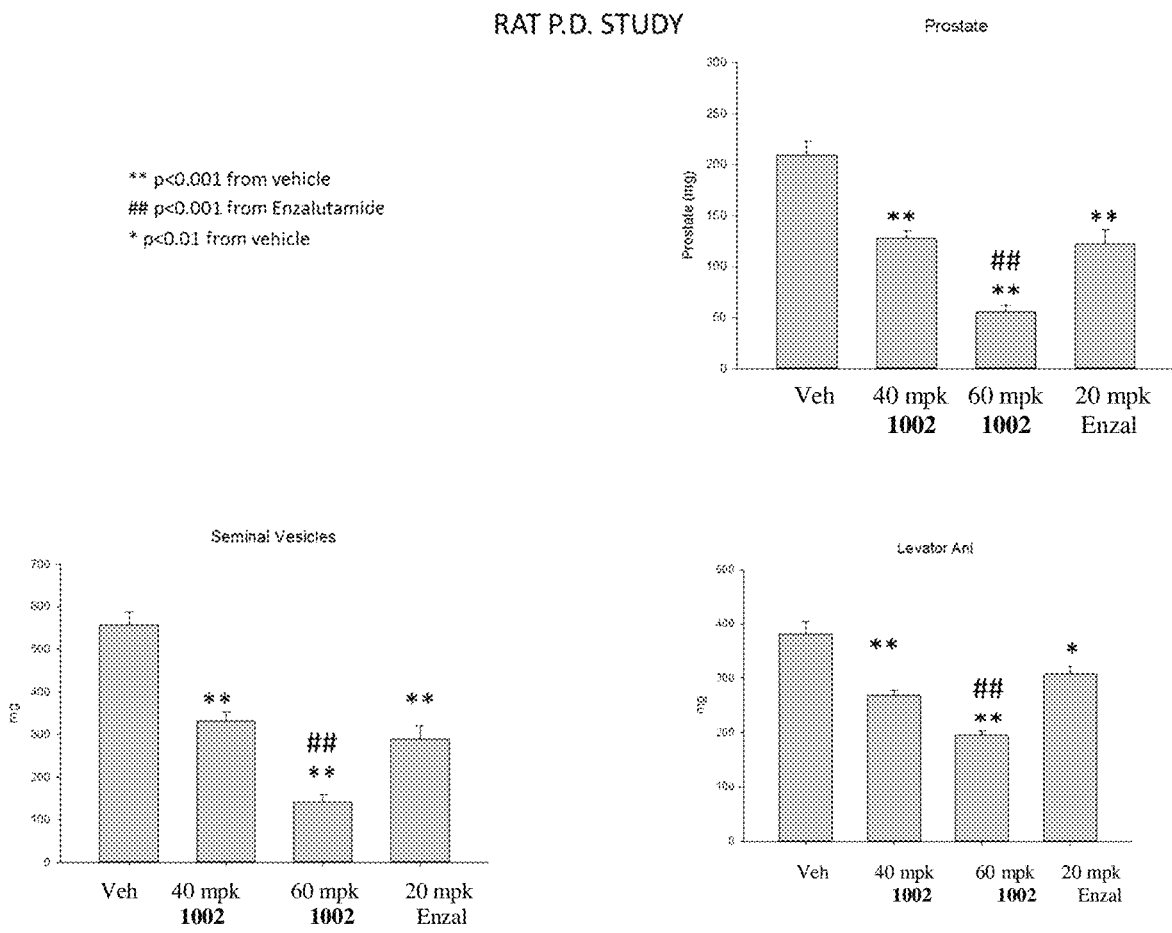 RAT P.D. STUDY
** p<0.001 from vehicle
## p<0.001 from Enzalutamide
* p<0.01 from vehicle
Prostate
Prostate (mg)
300
250
200
150
100
50
0
**
##
**
**
Veh
40 mpk
1002
60 mpk
1002
20 mpk
Enzal
Seminal Vesicles
mg
700
600
500
400
300
200
100
0
**
##
**
**
Veh
40 mpk
1002
60 mpk
1002
20 mpk
Enzal
Levator Ani
mg
500
400
300
200
100
0
**
##
**
*
Veh
40 mpk
1002
60 mpk
1002
20 mpk
Enzal